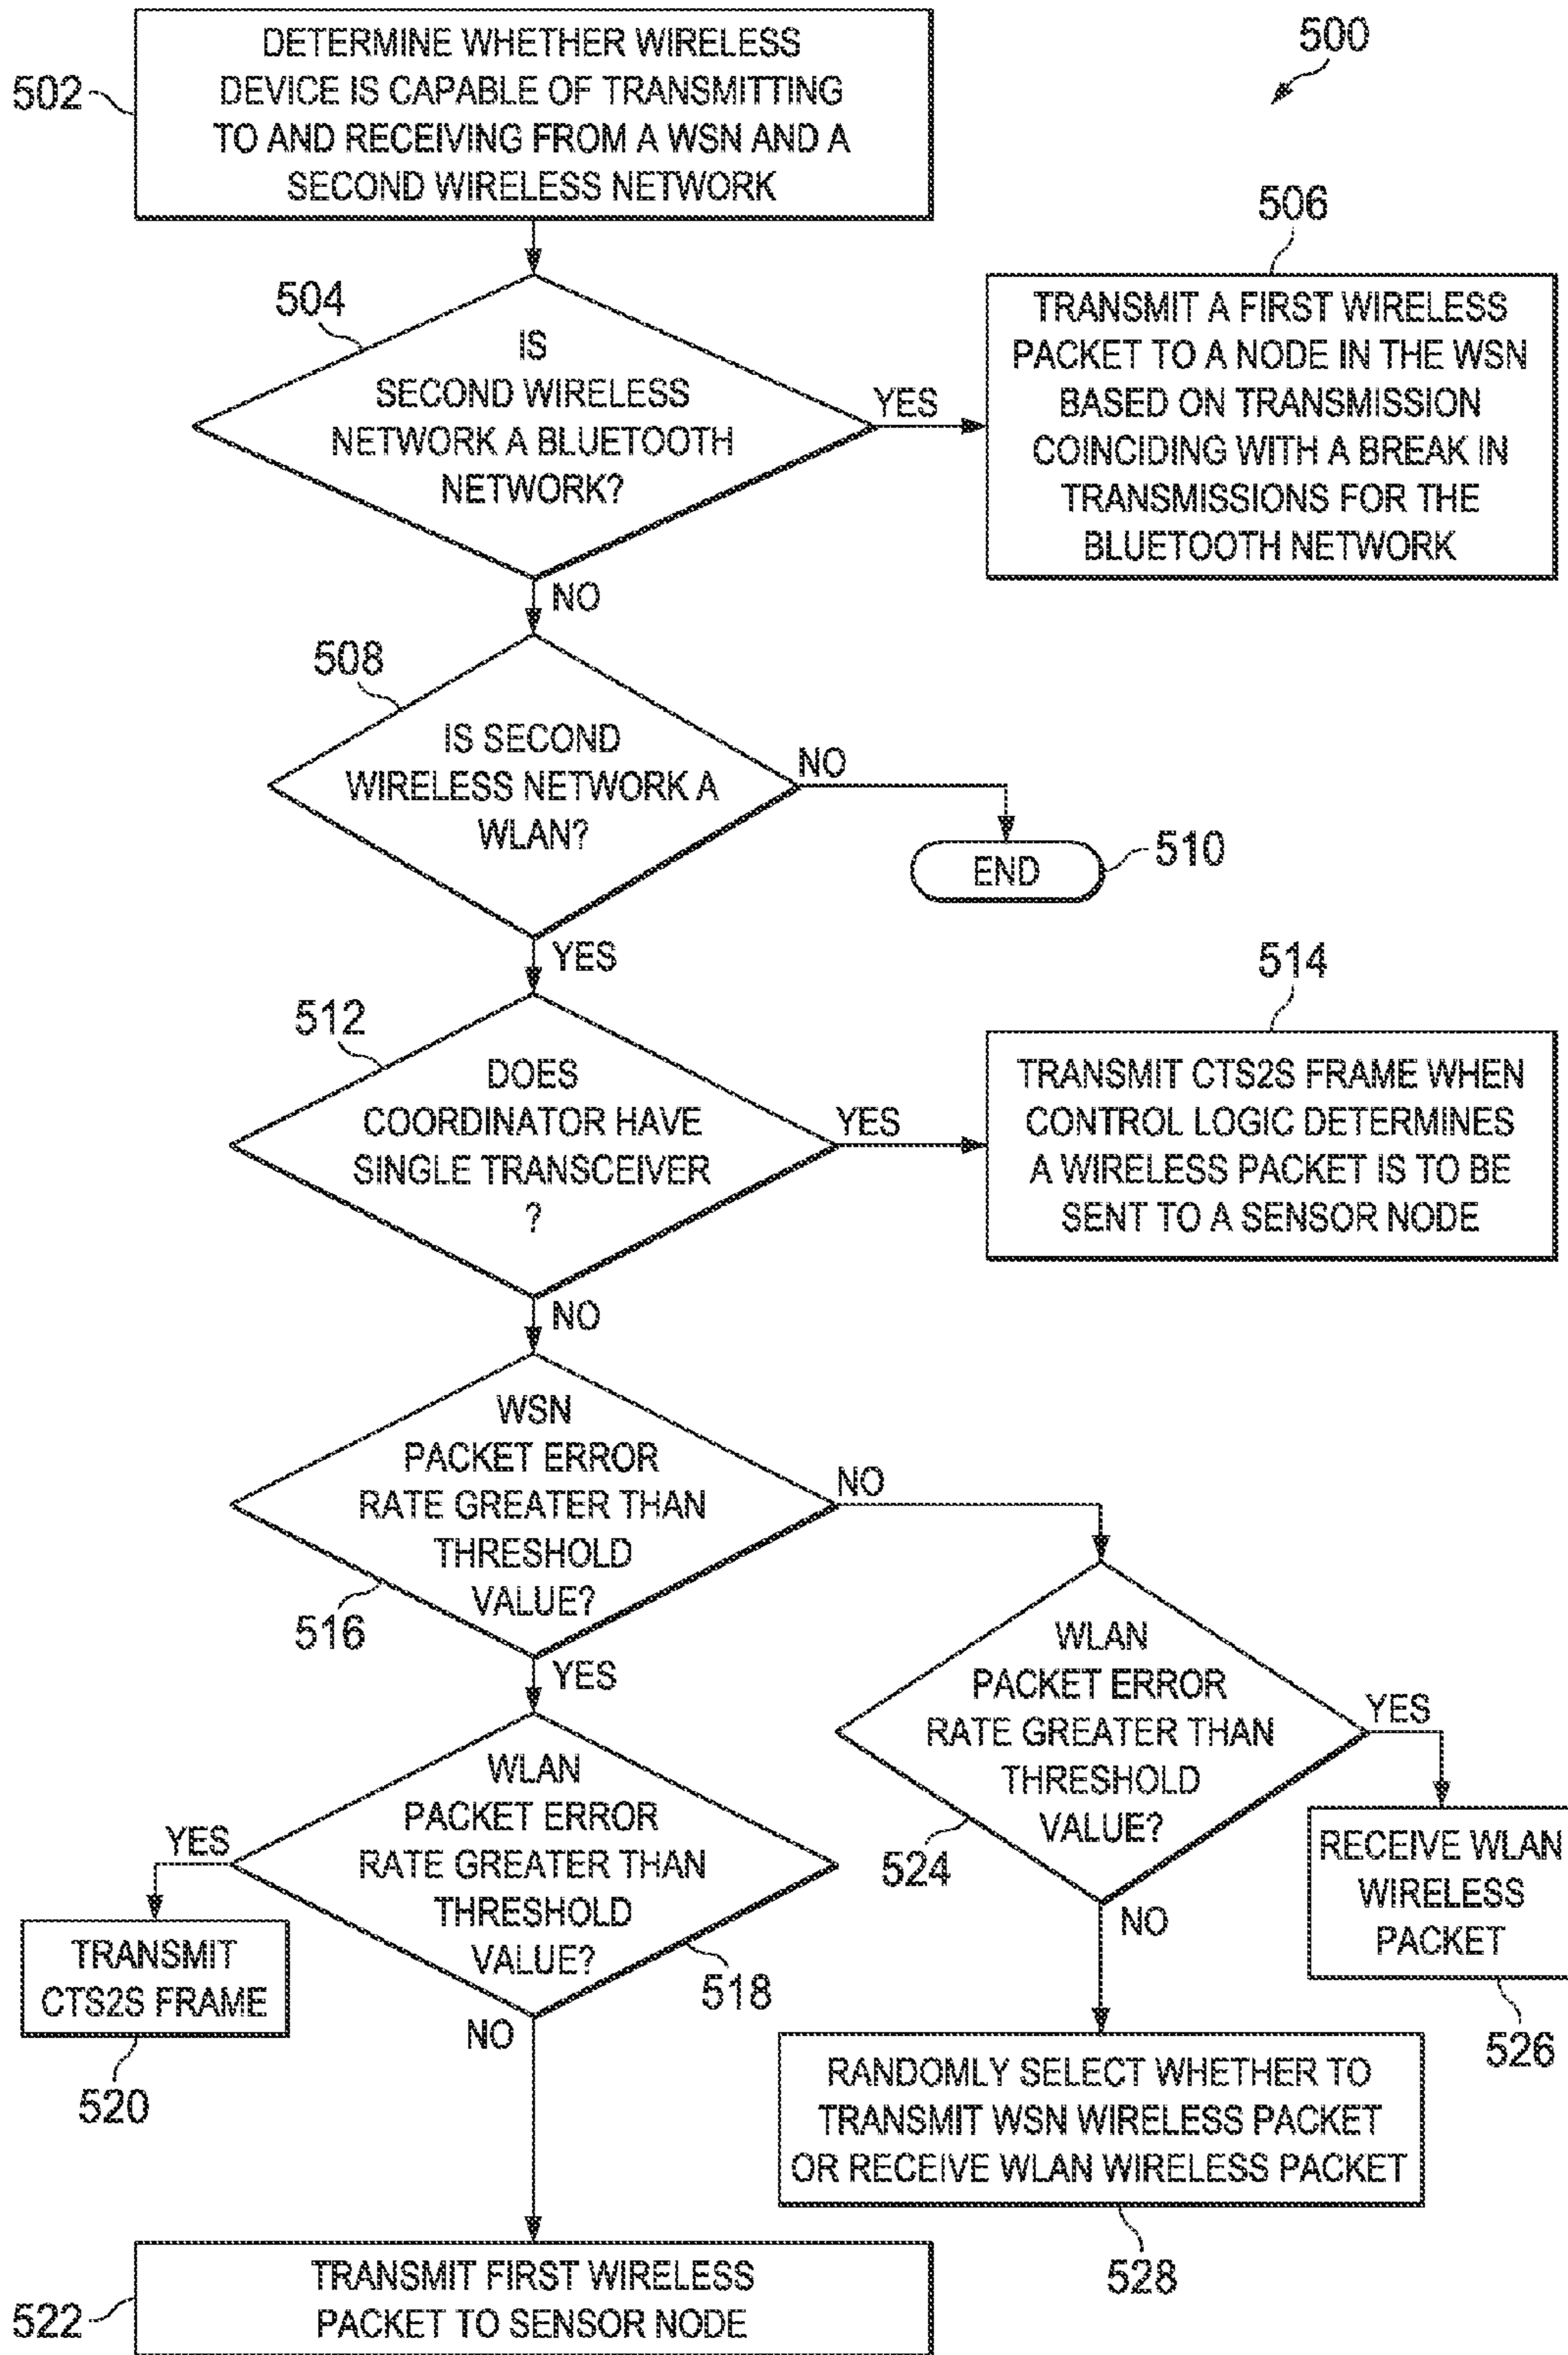 500
502
DETERMINE WHETHER WIRELESS
DEVICE IS CAPABLE OF TRANSMITTING
TO AND RECEIVING FROM A WSN AND A
SECOND WIRELESS NETWORK
504
IS
SECOND WIRELESS
NETWORK A BLUETOOTH
NETWORK?
YES
506
TRANSMIT A FIRST WIRELESS
PACKET TO A NODE IN THE WSN
BASED ON TRANSMISSION
COINCIDING WITH A BREAK IN
TRANSMISSIONS FOR THE
BLUETOOTH NETWORK
NO
508
IS SECOND
WIRELESS NETWORK A
WLAN?
NO
END
510
YES
512
DOES
COORDINATOR HAVE
SINGLE TRANSCEIVER
?
YES
514
TRANSMIT CTS2S FRAME WHEN
CONTROL LOGIC DETERMINES
A WIRELESS PACKET IS TO BE
SENT TO A SENSOR NODE
NO
WSN
PACKET ERROR
RATE GREATER THAN
THRESHOLD
VALUE?
516
NO
YES
WLAN
PACKET ERROR
RATE GREATER THAN
THRESHOLD
VALUE?
518
YES
TRANSMIT
CTS2S FRAME
520
NO
TRANSMIT FIRST WIRELESS
PACKET TO SENSOR NODE
522
WLAN
PACKET ERROR
RATE GREATER THAN
THRESHOLD
VALUE?
524
YES
RECEIVE WLAN
WIRELESS
PACKET
526
NO
RANDOMLY SELECT WHETHER TO
TRANSMIT WSN WIRELESS PACKET
OR RECEIVE WLAN WIRELESS PACKET
528